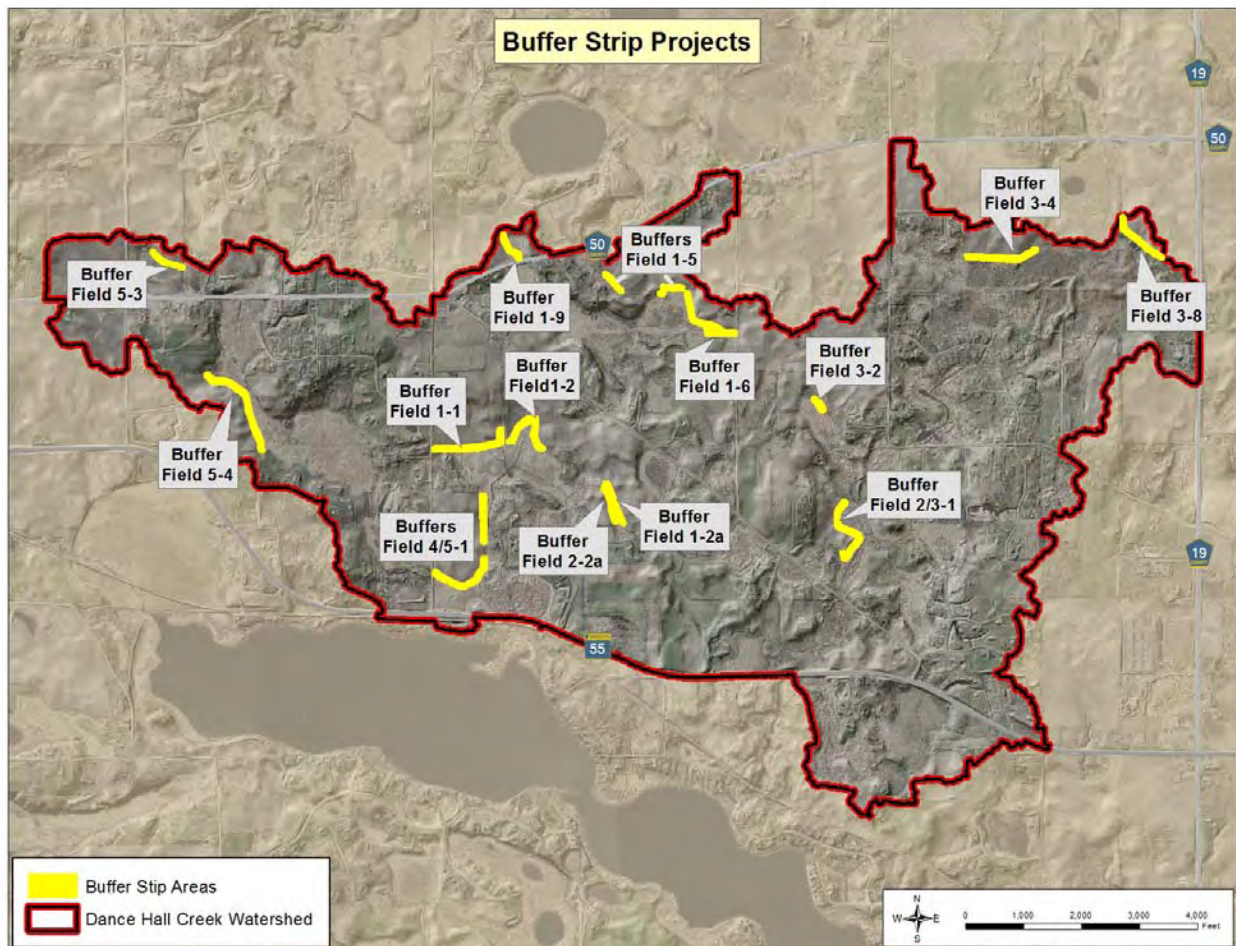 Buffer Strip Projects
19
50
Buffer
Field 3-4
Buffers
Field 1-5
50
Buffer
Field 5-3
Buffer
Field 1-9
Buffer
Field 3-8
Buffer
Field 1-6
Buffer
Field 3-2
Buffer
Field1-2
Buffer
Field 1-1
Buffer
Field 5-4
Buffer
Field 2/3-1
Buffers
Field 4/5-1
Buffer
Field 2-2a
Buffer
Field 1-2a
19
55
Buffer Stip Areas
Dance Hall Creek Watershed
N
W E
S
0 1,000 2,000 3,000 4,000
Feet